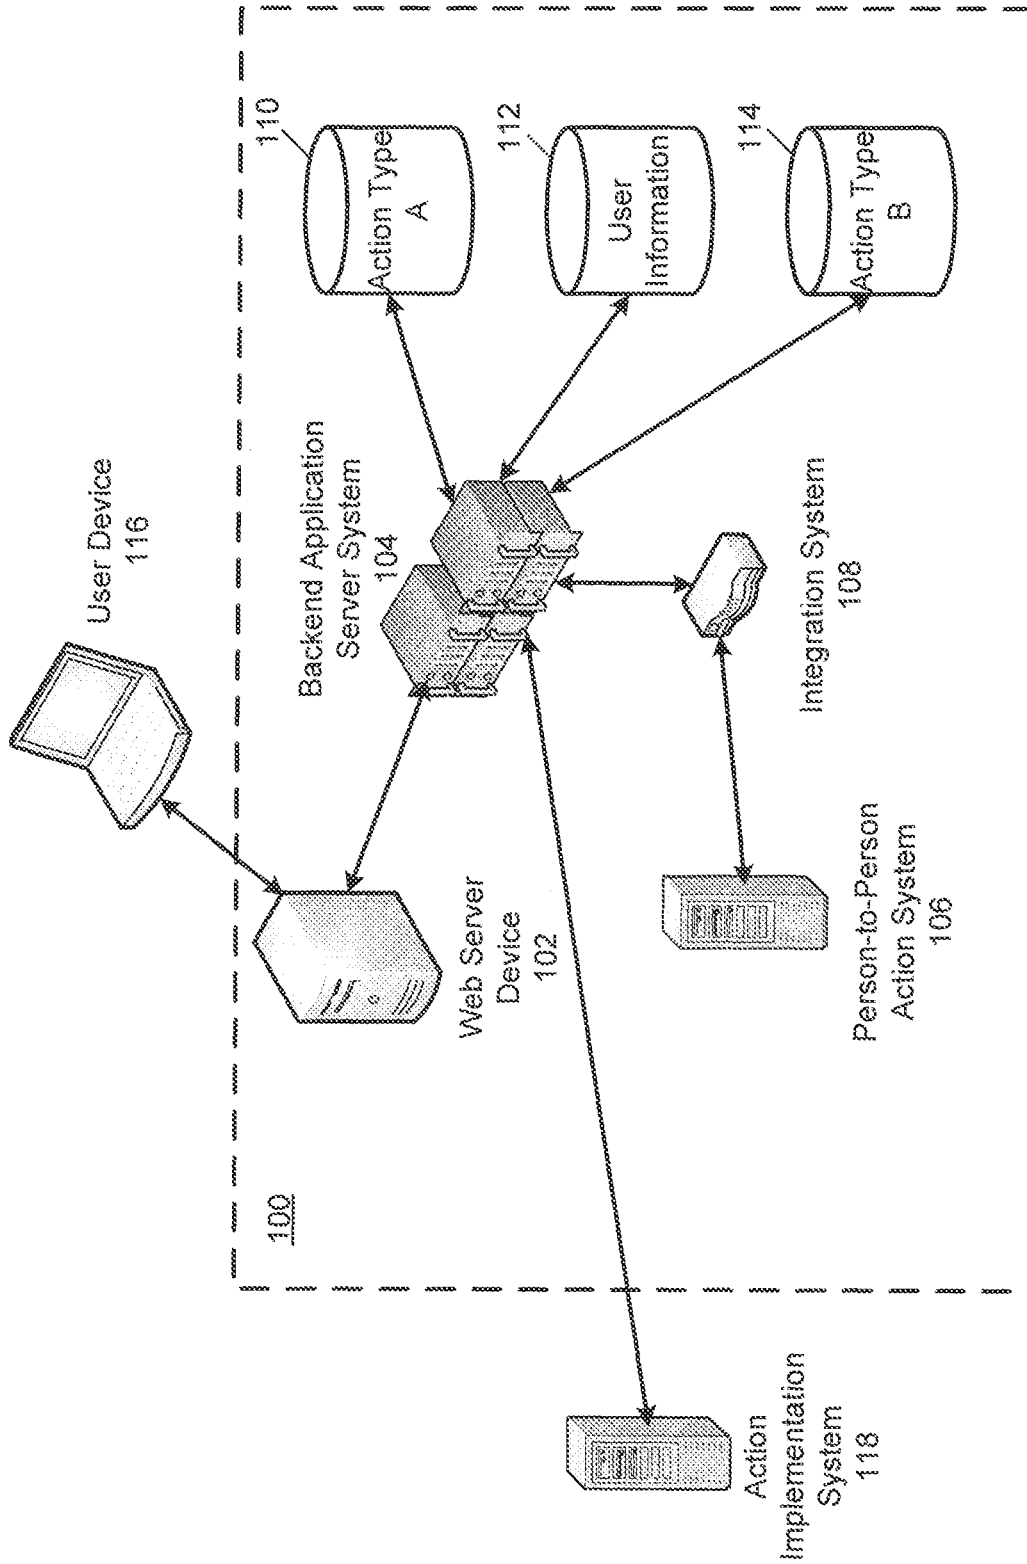 User Device
116
100
Web Server
Device
102
Backend Application
Server System
104
Action Type
A
110
User
Information
112
Action Type
B
114
Action
Implementation
System
118
Person-to-Person
Action System
106
Integration System
108